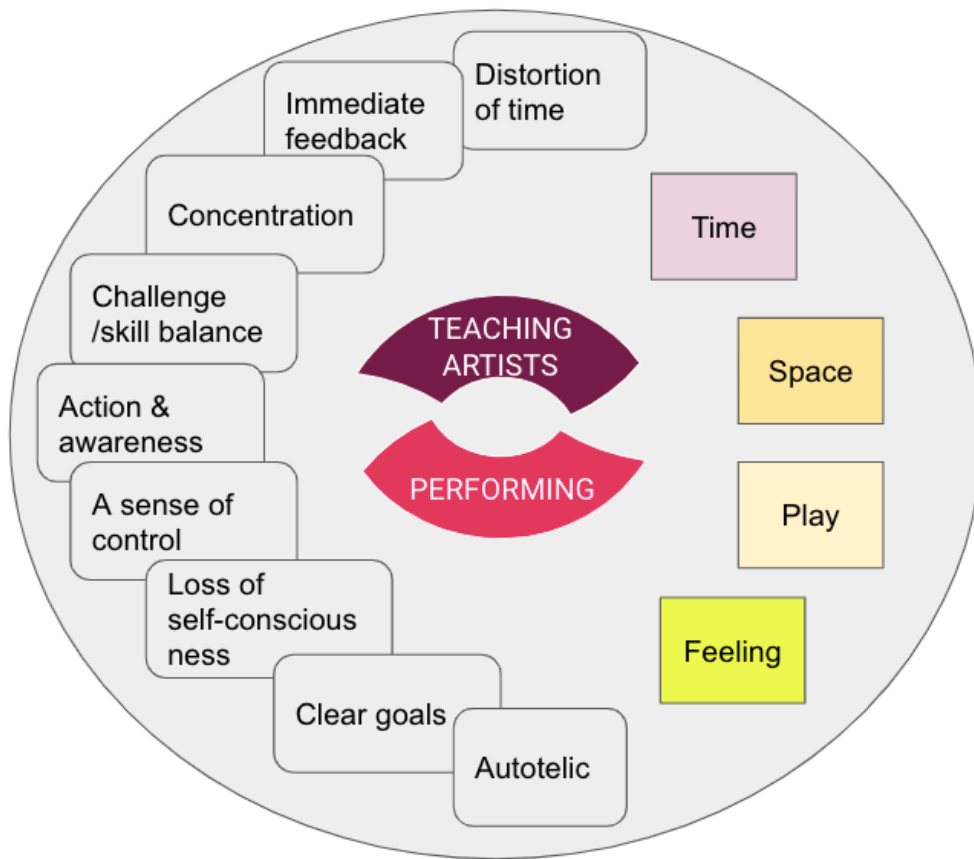 Distortion
of time
Immediate
feedback
Concentration
Challenge
/skill balance
Action &
awareness
A sense of
control
Loss of
self-conscious
ness
Clear goals
Autotelic
TEACHING
ARTISTS
PERFORMING
Time
Space
Play
Feeling